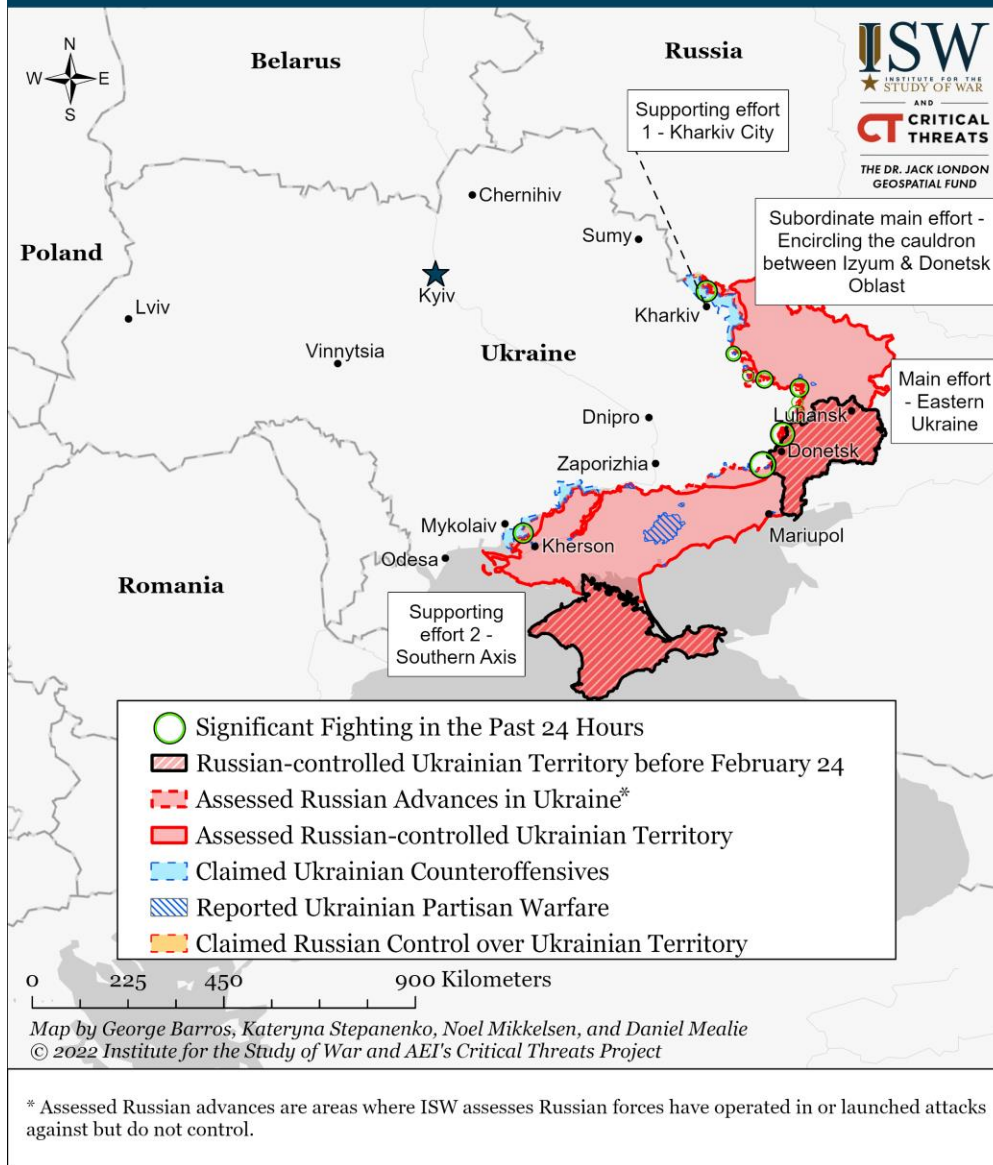 N
W
E
S
Belarus
Russia
ISW
INSTITUTE FOR THE
STUDY OF WAR
AND
CT CRITICAL
THREATS
THE DR. JACK LONDON
GEOSPATIAL FUND
Supporting effort
1 - Kharkiv City
Chernihiv
Subordinate main effort -
Encircling the cauldron
between Izyum & Donetsk
Oblast
Sumy
Poland
Kyiv
Lviv
Kharkiv
Vinnytsia
Ukraine
Main effort
- Eastern
Ukraine
Luhansk
Dnipro
Donetsk
Zaporizhia
Mykolaiv
Mariupol
Kherson
Odesa
Romania
Supporting
effort 2 -
Southern Axis
Significant Fighting in the Past 24 Hours
Russian-controlled Ukrainian Territory before February 24
Assessed Russian Advances in Ukraine*
Assessed Russian-controlled Ukrainian Territory
Claimed Ukrainian Counteroffensives
Reported Ukrainian Partisan Warfare
Claimed Russian Control over Ukrainian Territory
0 225 450 900 Kilometers
Map by George Barros, Kateryna Stepanenko, Noel Mikkelsen, and Daniel Mealie
© 2022 Institute for the Study of War and AEI's Critical Threats Project
* Assessed Russian advances are areas where ISW assesses Russian forces have operated in or launched attacks
against but do not control.